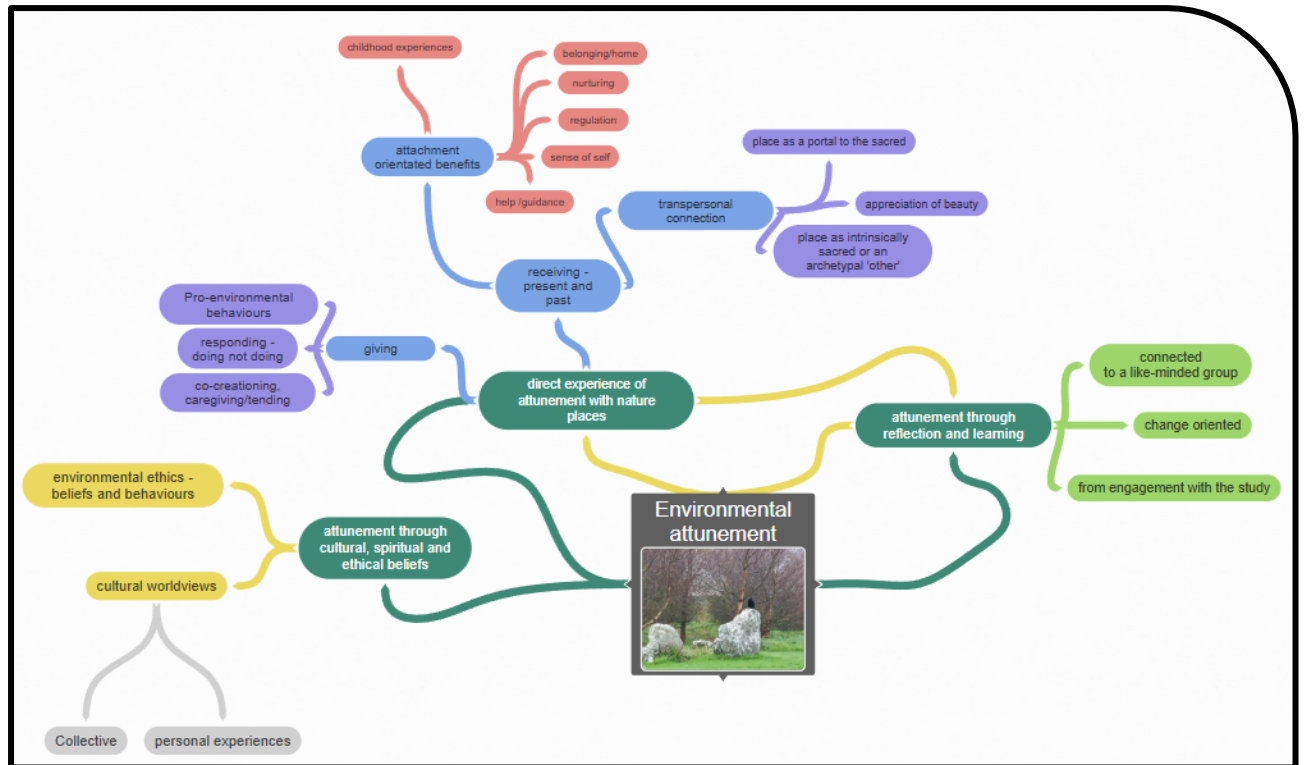 childhood experiences
belonging/home
nurturing
regulation
sense of self
help /guidance
attachment
orientated benefits
place as a portal to the sacred
transpersonal
connection
appreciation of beauty
place as intrinsically
sacred or an
archetypal 'other'
receiving -
present and
past
Pro-environmental
behaviours
responding -
doing not doing
co-creationing,
caregiving/tending
giving
direct experience of
attunement with nature
places
connected
to a like-minded group
change oriented
from engagement with the study
attunement through
reflection and learning
environmental ethics -
beliefs and behaviours
attunement through
cultural, spiritual and
ethical beliefs
cultural worldviews
Environmental
attunement
Collective
personal experiences